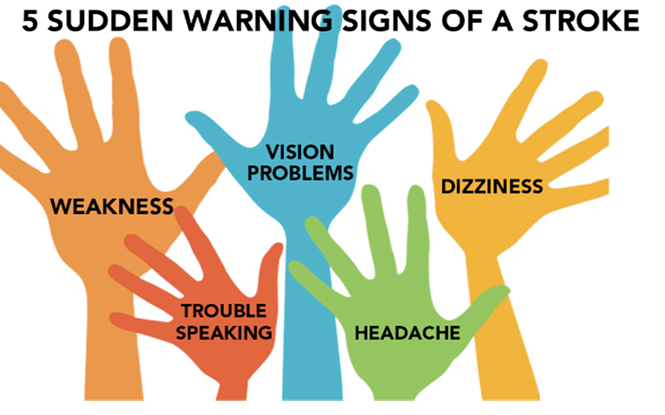 5 SUDDEN WARNING SIGNS OF A STROKE
VISION
PROBLEMS
DIZZINESS
WEAKNESS
TROUBLE
SPEAKING
HEADACHE